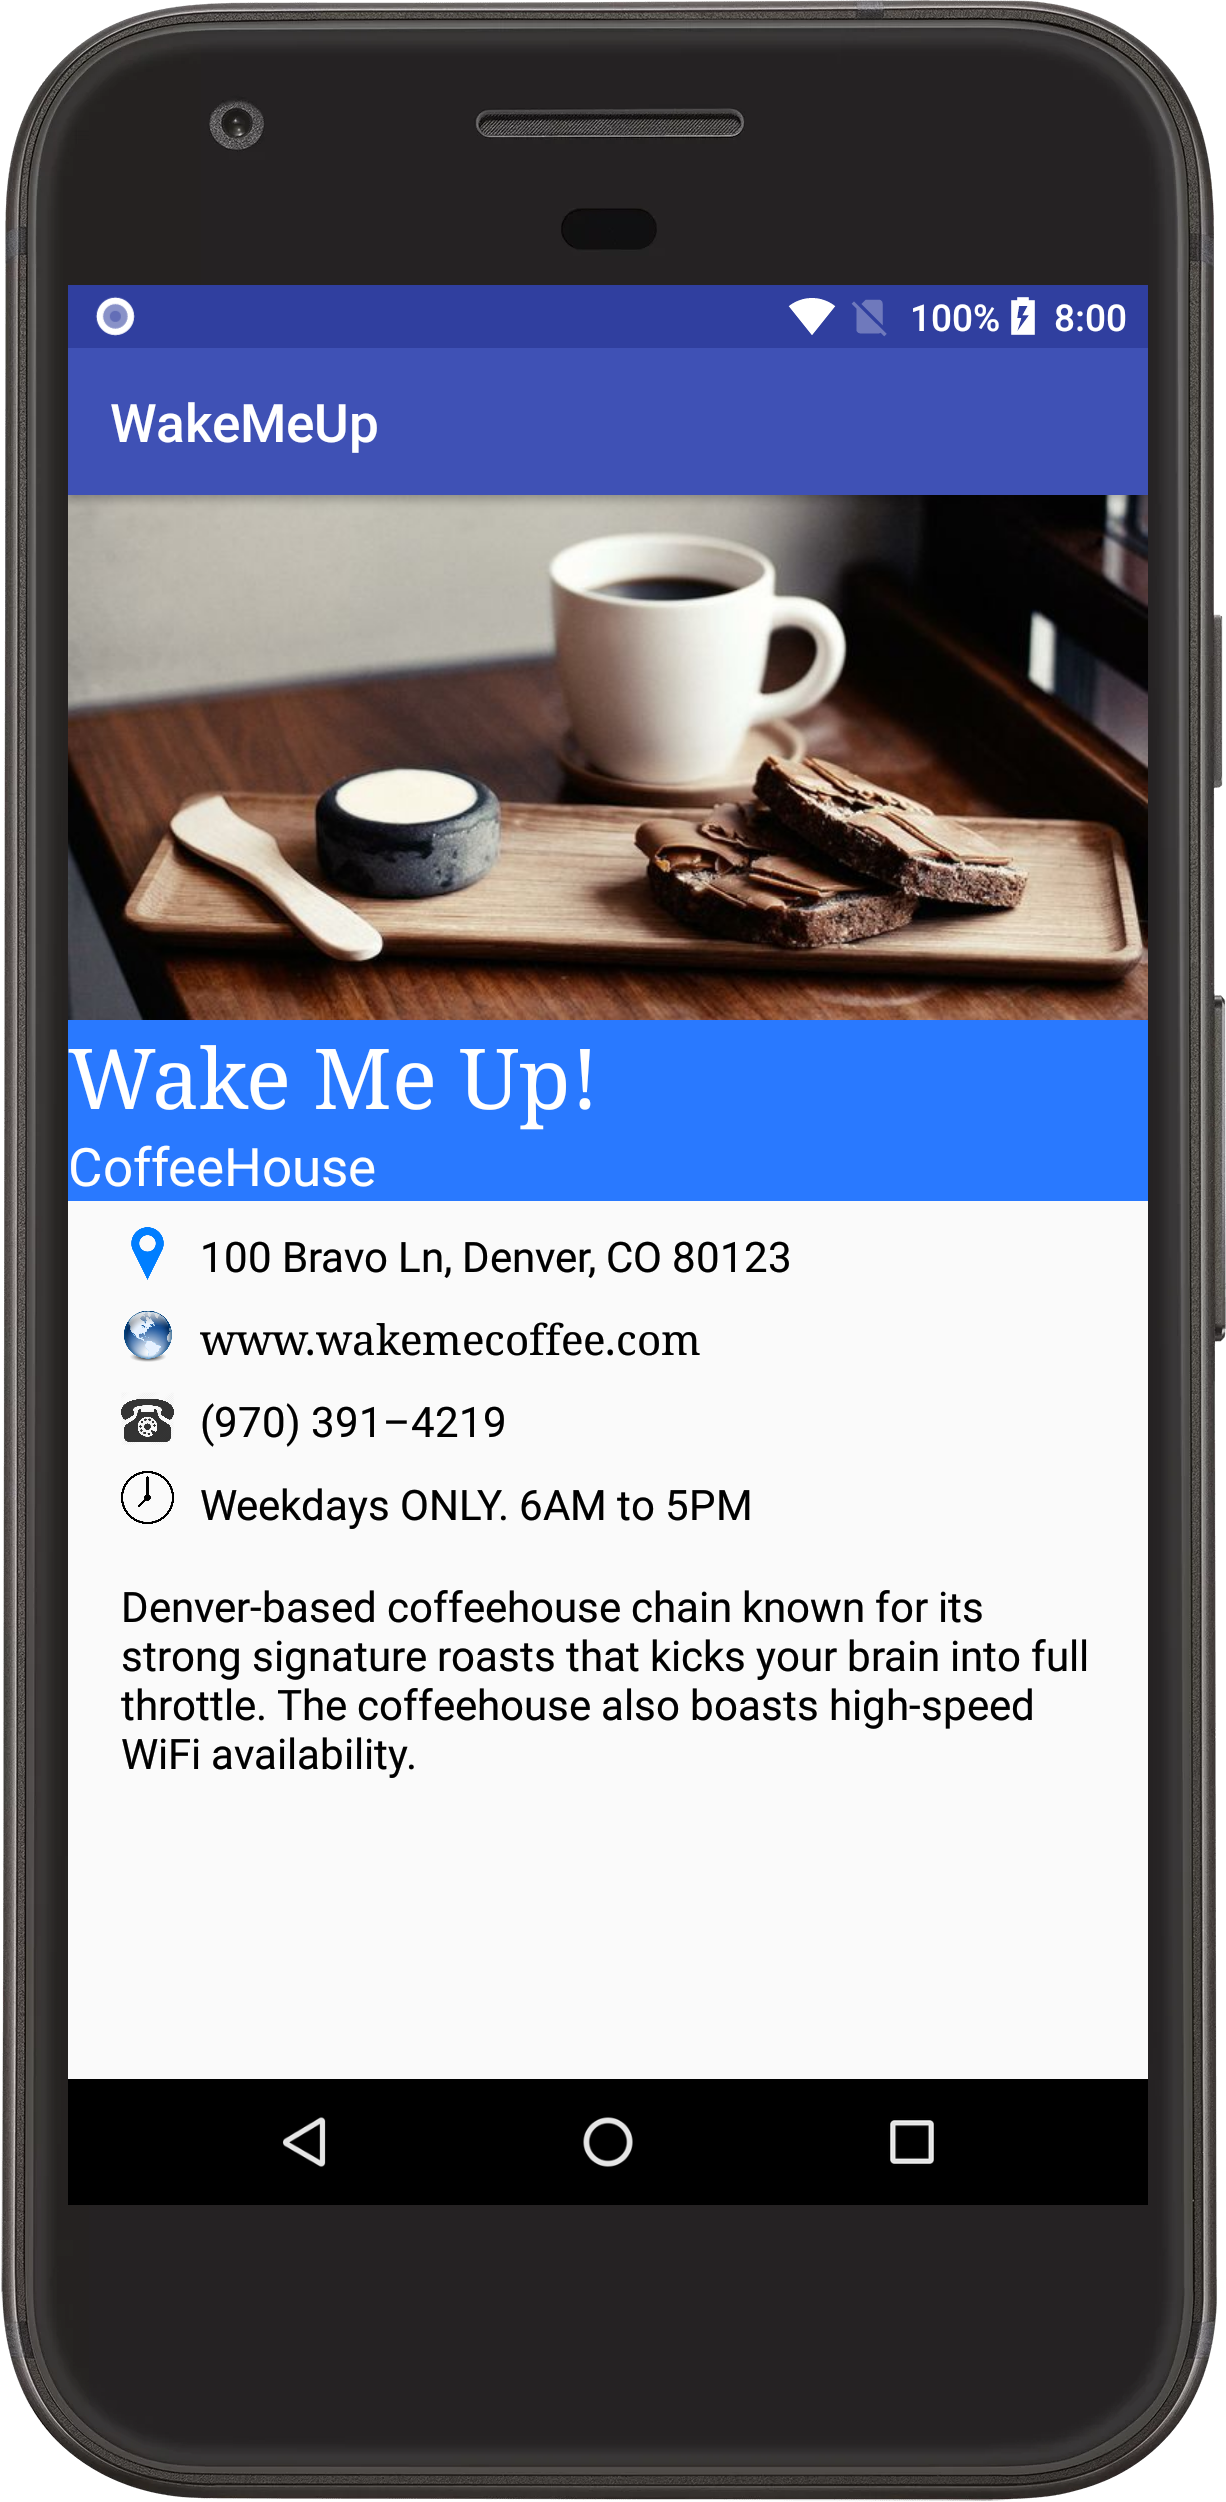 100% 8:00
WakeMeUp
Wake Me Up!
CoffeeHouse
100 Bravo Ln, Denver, CO 80123
www.wakemecoffee.com
(970) 391–4219
Weekdays ONLY. 6AM to 5PM
Denver-based coffeehouse chain known for its
strong signature roasts that kicks your brain into full
throttle. The coffeehouse also boasts high-speed
WiFi availability.